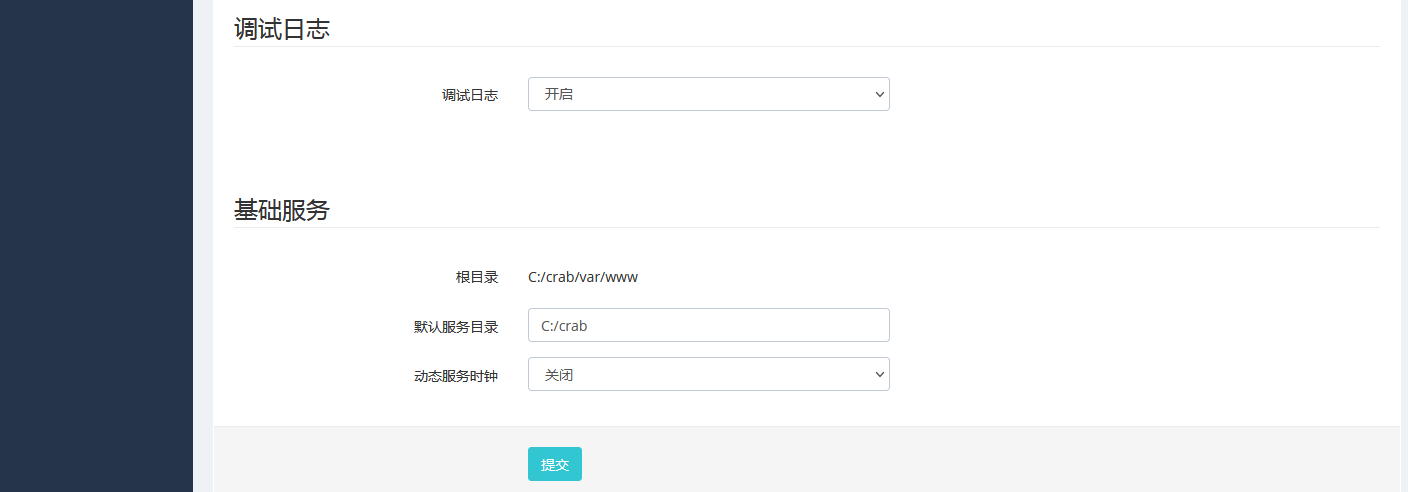 调试日志
调试日志 开启
基础服务
根目录 C:/crab/var/www
默认服务目录 C:/crab
动态服务时钟 关闭
提交